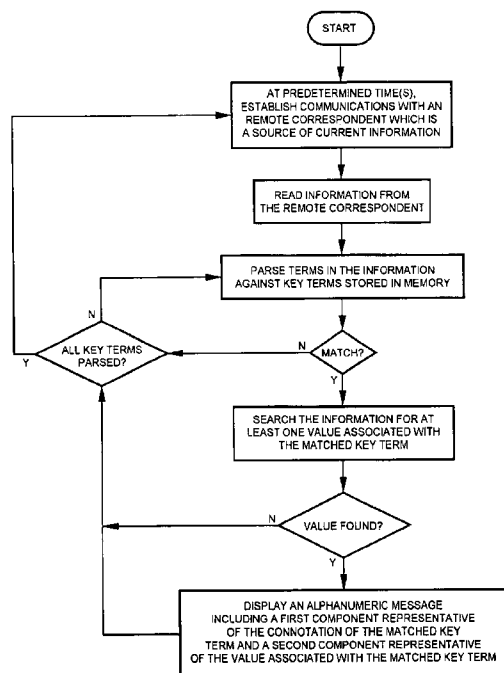 START
AT PREDETERMINED TIME(S),
ESTABLISH COMMUNICATIONS WITH AN
REMOTE CORRESPONDENT WHICH IS
A SOURCE OF CURRENT INFORMATION
READ INFORMATION FROM
THE REMOTE CORRESPONDENT
PARSE TERMS IN THE INFORMATION
AGAINST KEY TERMS STORED IN MEMORY
N
ALL KEY TERMS
PARSED?
Y
N
MATCH?
Y
SEARCH THE INFORMATION FOR AT
LEAST ONE VALUE ASSOCIATED WITH
THE MATCHED KEY TERM
N
VALUE FOUND?
Y
DISPLAY AN ALPHANUMERIC MESSAGE
INCLUDING A FIRST COMPONENT REPRESENTATIVE
OF THE CONNOTATION OF THE MATCHED KEY
TERM AND A SECOND COMPONENT REPRESENTATIVE
OF THE VALUE ASSOCIATED WITH THE MATCHED KEY TERM